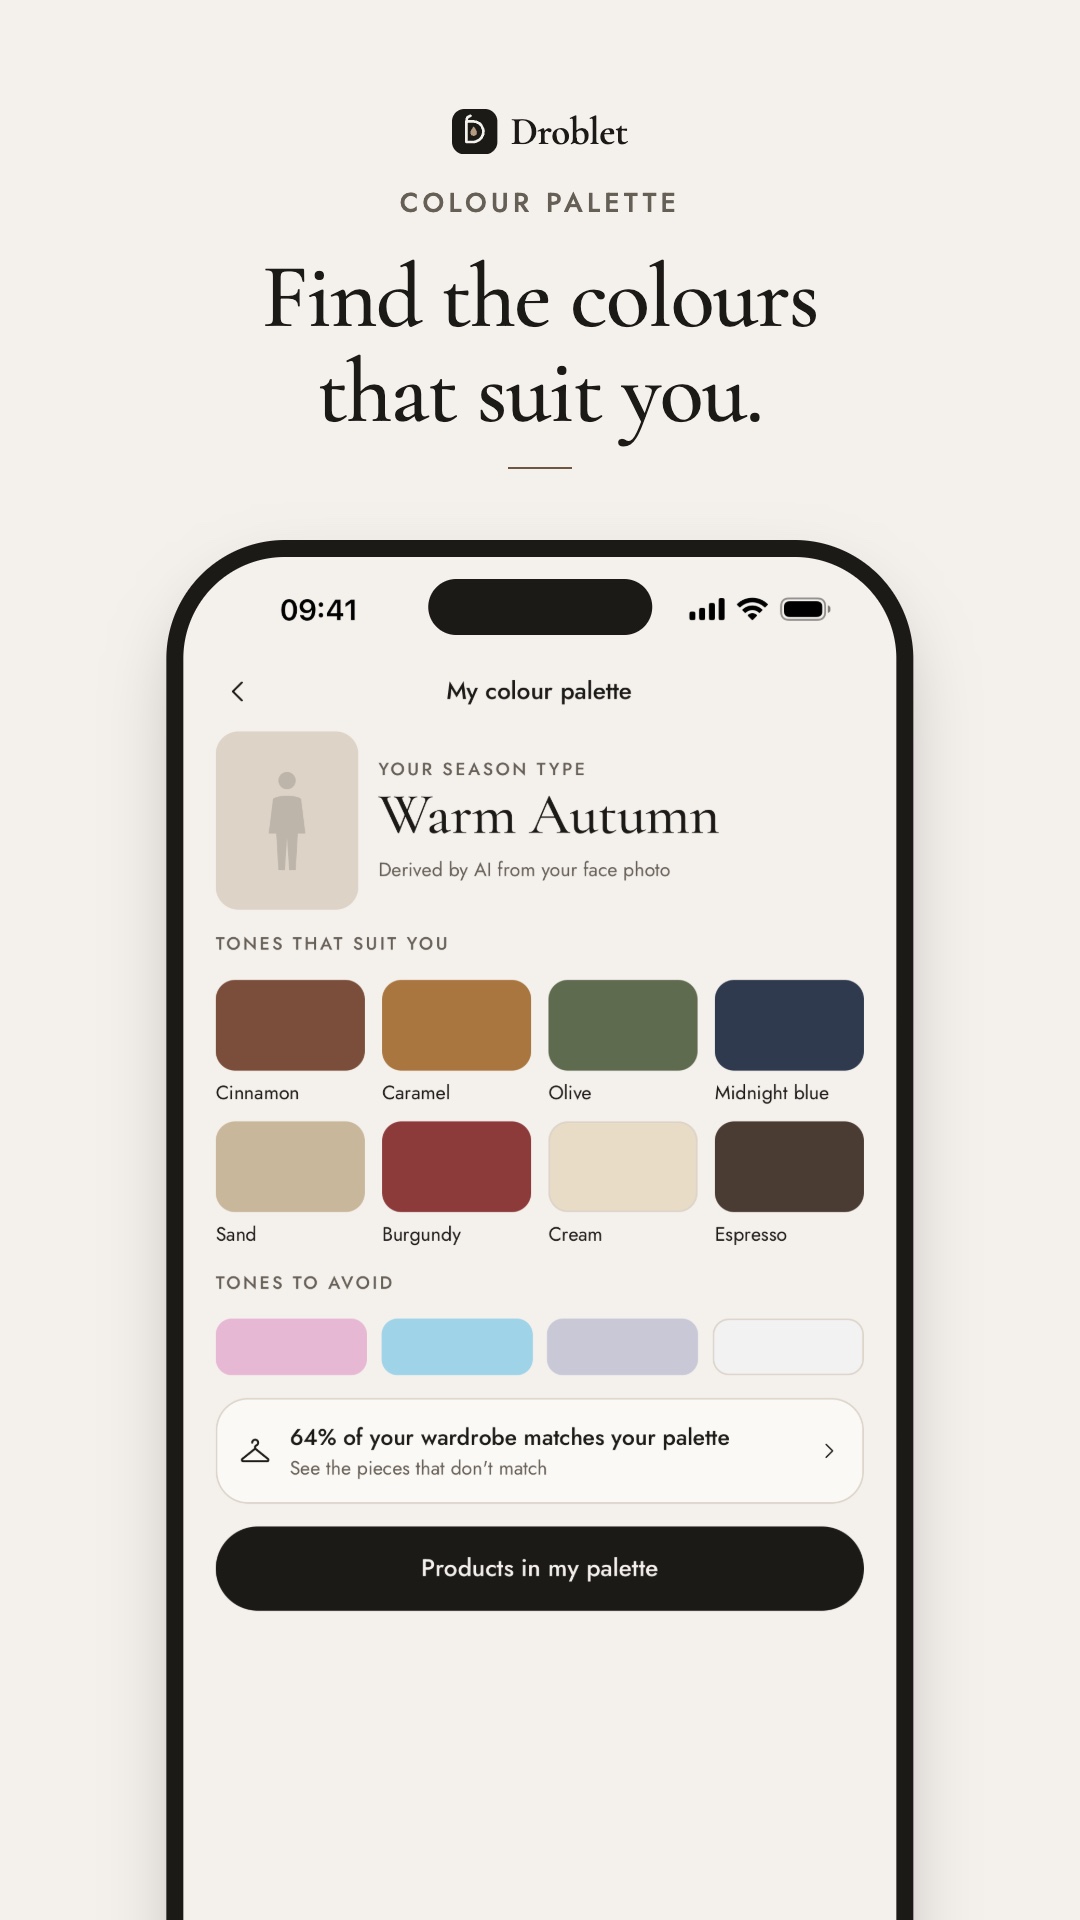 Droblet
COLOUR PALETTE
Find the colours
that suit you.
09:41
My colour palette
YOUR SEASON TYPE
Warm Autumn
Derived by AI from your face photo
TONES THAT SUIT YOU
Cinnamon
Caramel
Olive
Midnight blue
Sand
Burgundy
Cream
Espresso
TONES TO AVOID
64% of your wardrobe matches your palette
See the pieces that don't match
Products in my palette